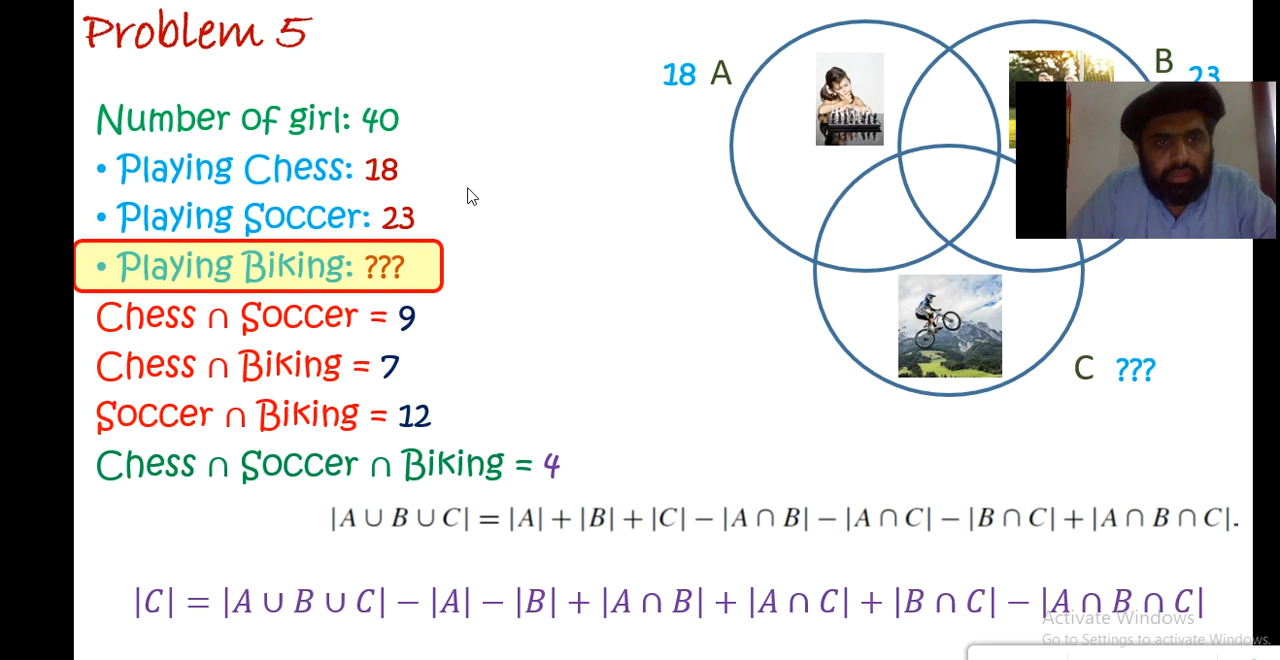 Problem 5
18 A
B 23
Number of girl: 40
• Playing Chess: 18
• Playing Soccer: 23
• Playing Biking: ???
Chess ∩ Soccer = 9
Chess ∩ Biking = 7
C ???
Soccer ∩ Biking = 12
Chess ∩ Soccer ∩ Biking = 4
|A ∪ B ∪ C| = |A| + |B| + |C| − |A ∩ B| − |A ∩ C| − |B ∩ C| + |A ∩ B ∩ C|.
|C| = |A ∪ B ∪ C| − |A| − |B| + |A ∩ B| + |A ∩ C| + |B ∩ C| − |A ∩ B ∩ C|
Activate Windows
Go to Settings to activate Windows.